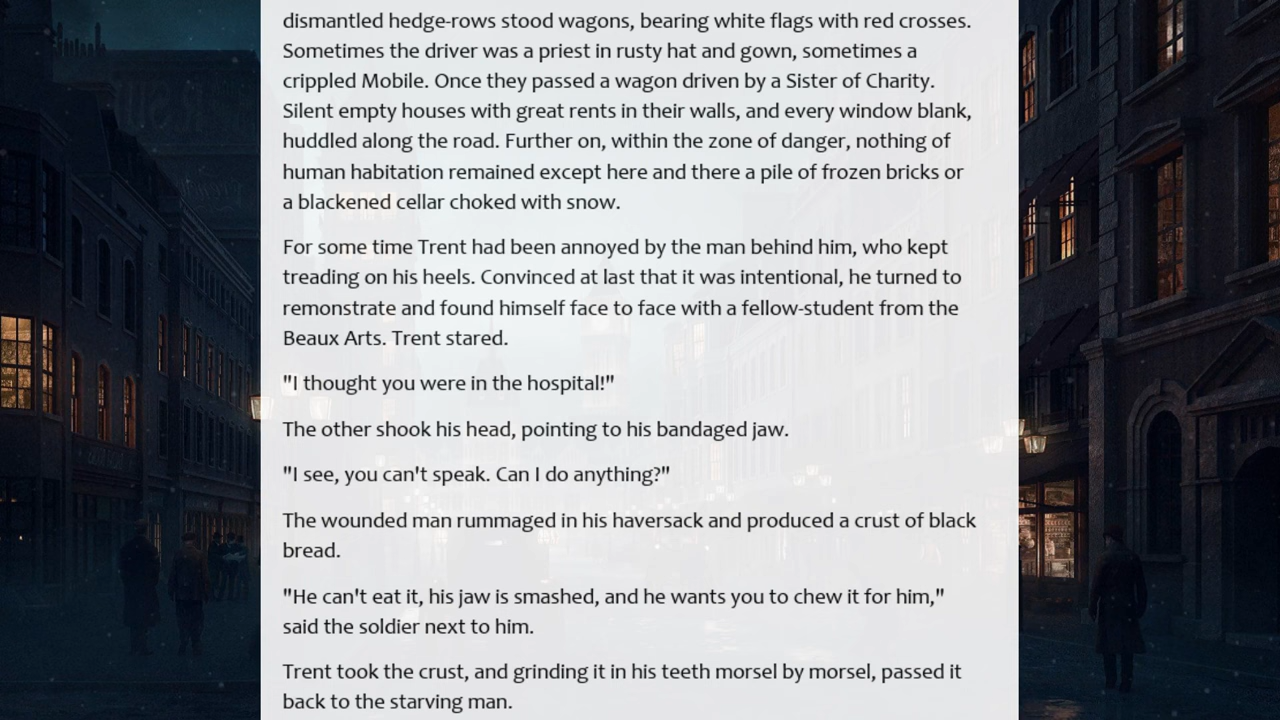 dismantled hedge-rows stood wagons, bearing white flags with red crosses.
Sometimes the driver was a priest in rusty hat and gown, sometimes a
crippled Mobile. Once they passed a wagon driven by a Sister of Charity.
Silent empty houses with great rents in their walls, and every window blank,
huddled along the road. Further on, within the zone of danger, nothing of
human habitation remained except here and there a pile of frozen bricks or
a blackened cellar choked with snow.
For some time Trent had been annoyed by the man behind him, who kept
treading on his heels. Convinced at last that it was intentional, he turned to
remonstrate and found himself face to face with a fellow-student from the
Beaux Arts. Trent stared.
"I thought you were in the hospital!"
The other shook his head, pointing to his bandaged jaw.
"I see, you can't speak. Can I do anything?"
The wounded man rummaged in his haversack and produced a crust of black
bread.
"He can't eat it, his jaw is smashed, and he wants you to chew it for him,"
said the soldier next to him.
Trent took the crust, and grinding it in his teeth morsel by morsel, passed it
back to the starving man.